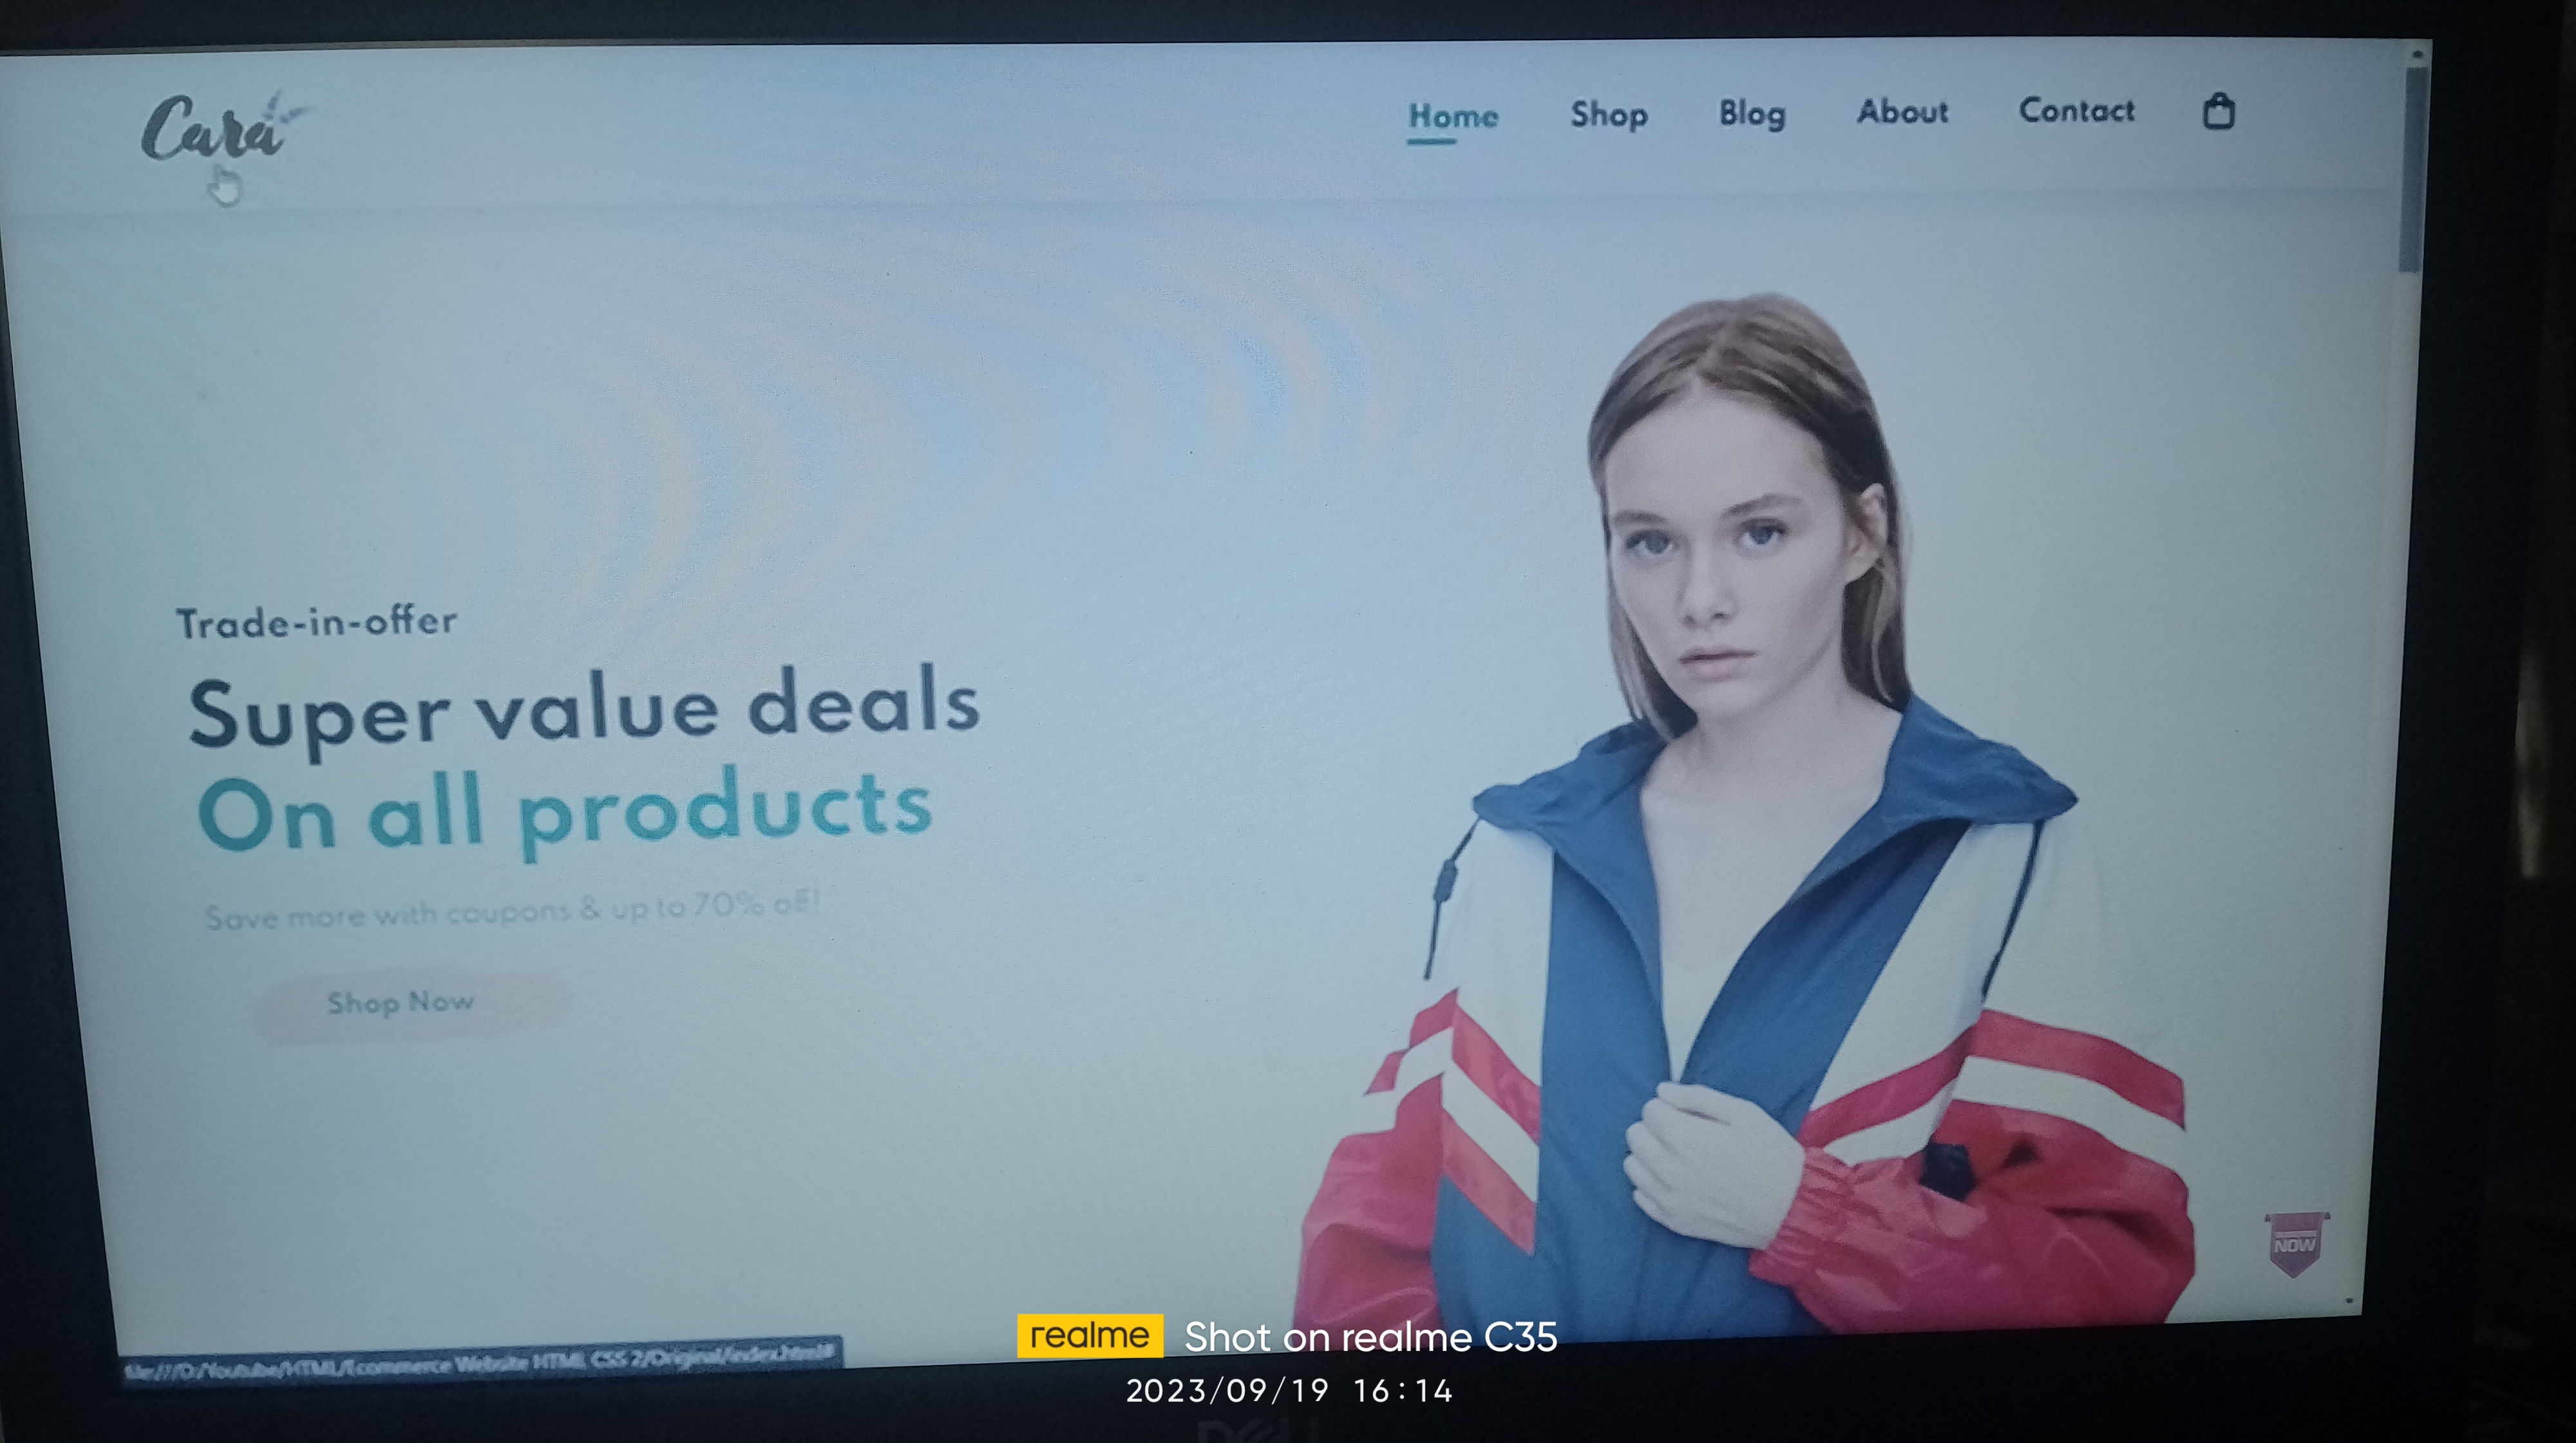 Cara
Home Shop Blog About Contact
Trade-in-offer
Super value deals
On all products
Save more with coupons & up to 70% off!
Shop Now
NOW
file:///D:/Youtube/HTML/Ecommerce Website HTML CSS 2/Original/index.html#
realme Shot on realme C35
2023/09/19 16:14
DELL